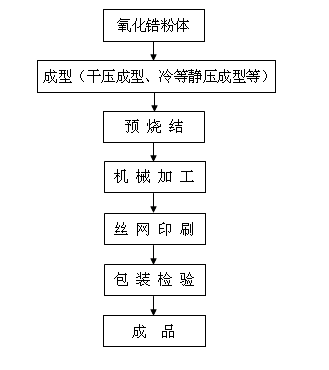 氧化锆粉体
成型（干压成型、冷等静压成型等）
预烧结
机械加工
丝网印刷
包装检验
成品